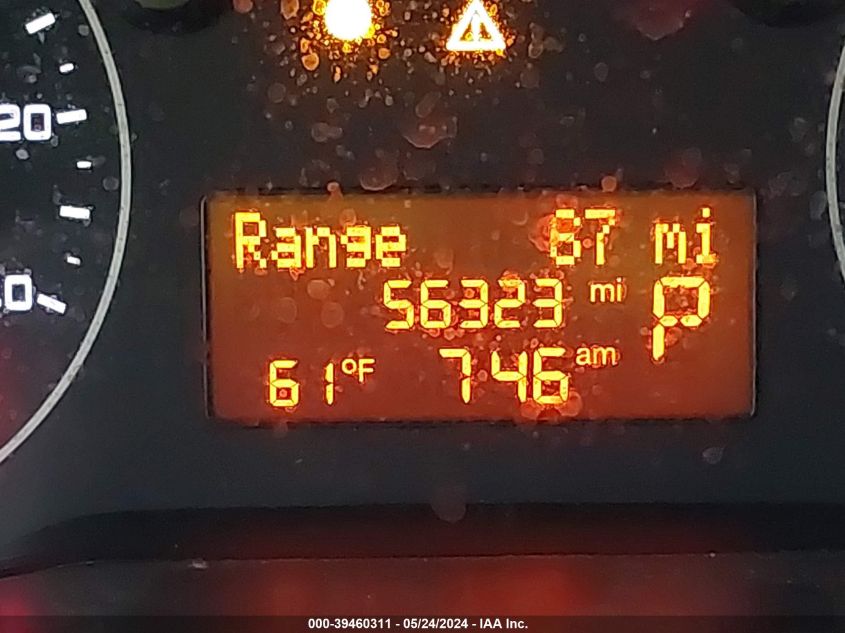 20
Range 67 mi
56323 mi P
61°F 746 am
000-39460311 - 05/24/2024 - IAA Inc.